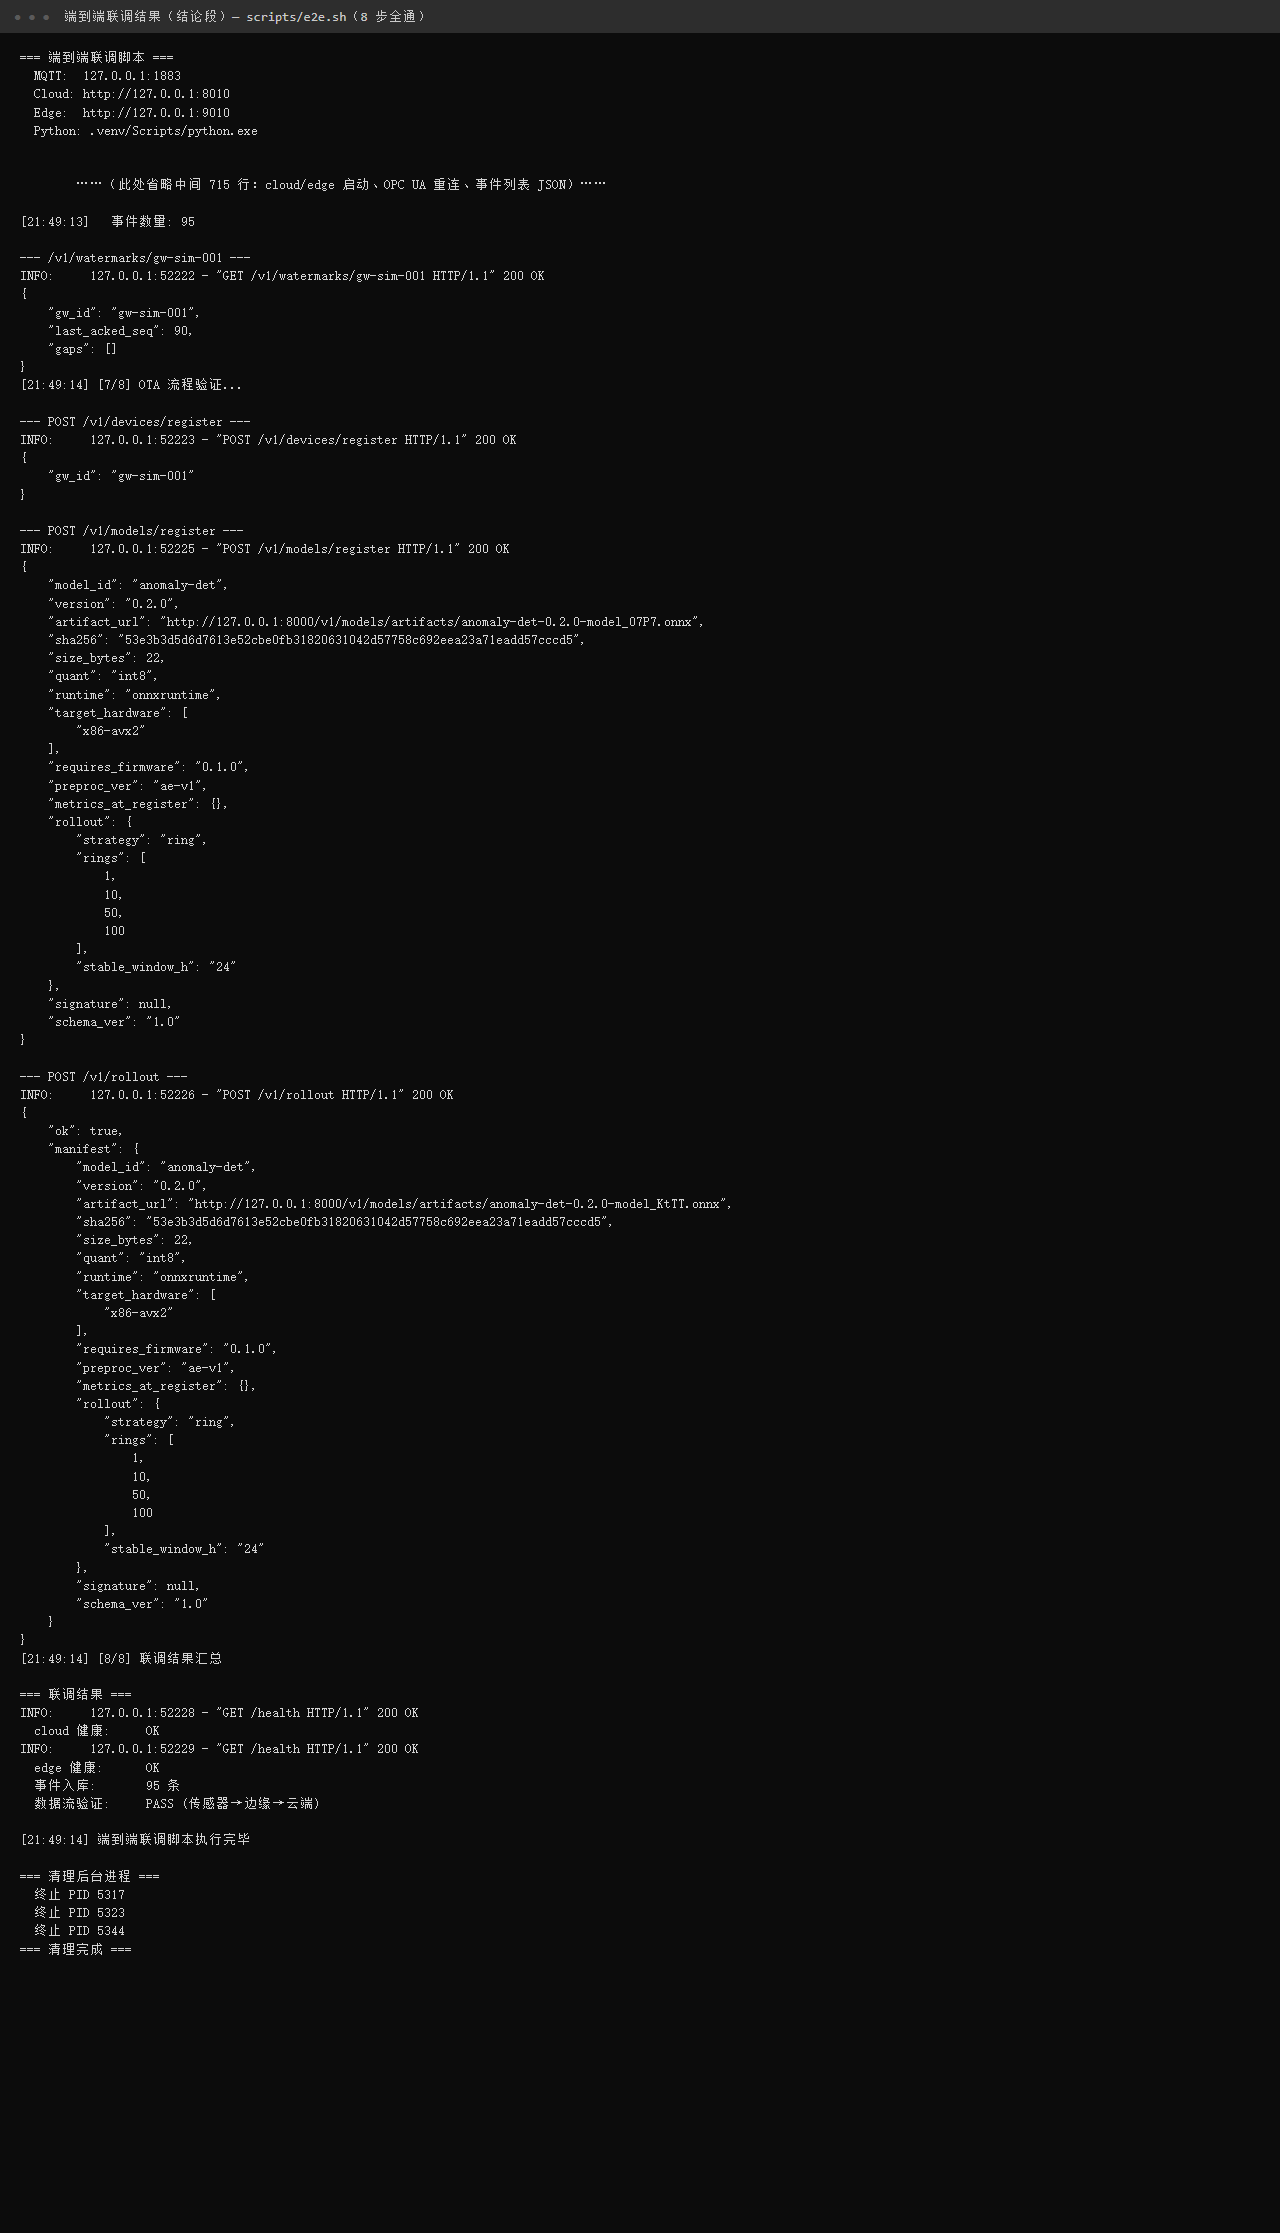 端到端联调结果（结论段）— scripts/e2e.sh（8 步全通）
=== 端到端联调脚本 ===
  MQTT:  127.0.0.1:1883
  Cloud: http://127.0.0.1:8010
  Edge:  http://127.0.0.1:9010
  Python: .venv/Scripts/python.exe
        ……（此处省略中间 715 行：cloud/edge 启动、OPC UA 重连、事件列表 JSON）……
[21:49:13]   事件数量: 95
--- /v1/watermarks/gw-sim-001 ---
INFO:     127.0.0.1:52222 - "GET /v1/watermarks/gw-sim-001 HTTP/1.1" 200 OK
{
    "gw_id": "gw-sim-001",
    "last_acked_seq": 90,
    "gaps": []
}
[21:49:14] [7/8] OTA 流程验证...
--- POST /v1/devices/register ---
INFO:     127.0.0.1:52223 - "POST /v1/devices/register HTTP/1.1" 200 OK
{
    "gw_id": "gw-sim-001"
}
--- POST /v1/models/register ---
INFO:     127.0.0.1:52225 - "POST /v1/models/register HTTP/1.1" 200 OK
{
    "model_id": "anomaly-det",
    "version": "0.2.0",
    "artifact_url": "http://127.0.0.1:8000/v1/models/artifacts/anomaly-det-0.2.0-model_07P7.onnx",
    "sha256": "53e3b3d5d6d7613e52cbe0fb31820631042d57758c692eea23a71eadd57cccd5",
    "size_bytes": 22,
    "quant": "int8",
    "runtime": "onnxruntime",
    "target_hardware": [
        "x86-avx2"
    ],
    "requires_firmware": "0.1.0",
    "preproc_ver": "ae-v1",
    "metrics_at_register": {},
    "rollout": {
        "strategy": "ring",
        "rings": [
            1,
            10,
            50,
            100
        ],
        "stable_window_h": "24"
    },
    "signature": null,
    "schema_ver": "1.0"
}
--- POST /v1/rollout ---
INFO:     127.0.0.1:52226 - "POST /v1/rollout HTTP/1.1" 200 OK
{
    "ok": true,
    "manifest": {
        "model_id": "anomaly-det",
        "version": "0.2.0",
        "artifact_url": "http://127.0.0.1:8000/v1/models/artifacts/anomaly-det-0.2.0-model_KtTT.onnx",
        "sha256": "53e3b3d5d6d7613e52cbe0fb31820631042d57758c692eea23a71eadd57cccd5",
        "size_bytes": 22,
        "quant": "int8",
        "runtime": "onnxruntime",
        "target_hardware": [
            "x86-avx2"
        ],
        "requires_firmware": "0.1.0",
        "preproc_ver": "ae-v1",
        "metrics_at_register": {},
        "rollout": {
            "strategy": "ring",
            "rings": [
                1,
                10,
                50,
                100
            ],
            "stable_window_h": "24"
        },
        "signature": null,
        "schema_ver": "1.0"
    }
}
[21:49:14] [8/8] 联调结果汇总
=== 联调结果 ===
INFO:     127.0.0.1:52228 - "GET /health HTTP/1.1" 200 OK
  cloud 健康:     OK
INFO:     127.0.0.1:52229 - "GET /health HTTP/1.1" 200 OK
  edge 健康:      OK
  事件入库:       95 条
  数据流验证:     PASS (传感器→边缘→云端)
[21:49:14] 端到端联调脚本执行完毕
=== 清理后台进程 ===
  终止 PID 5317
  终止 PID 5323
  终止 PID 5344
=== 清理完成 ===